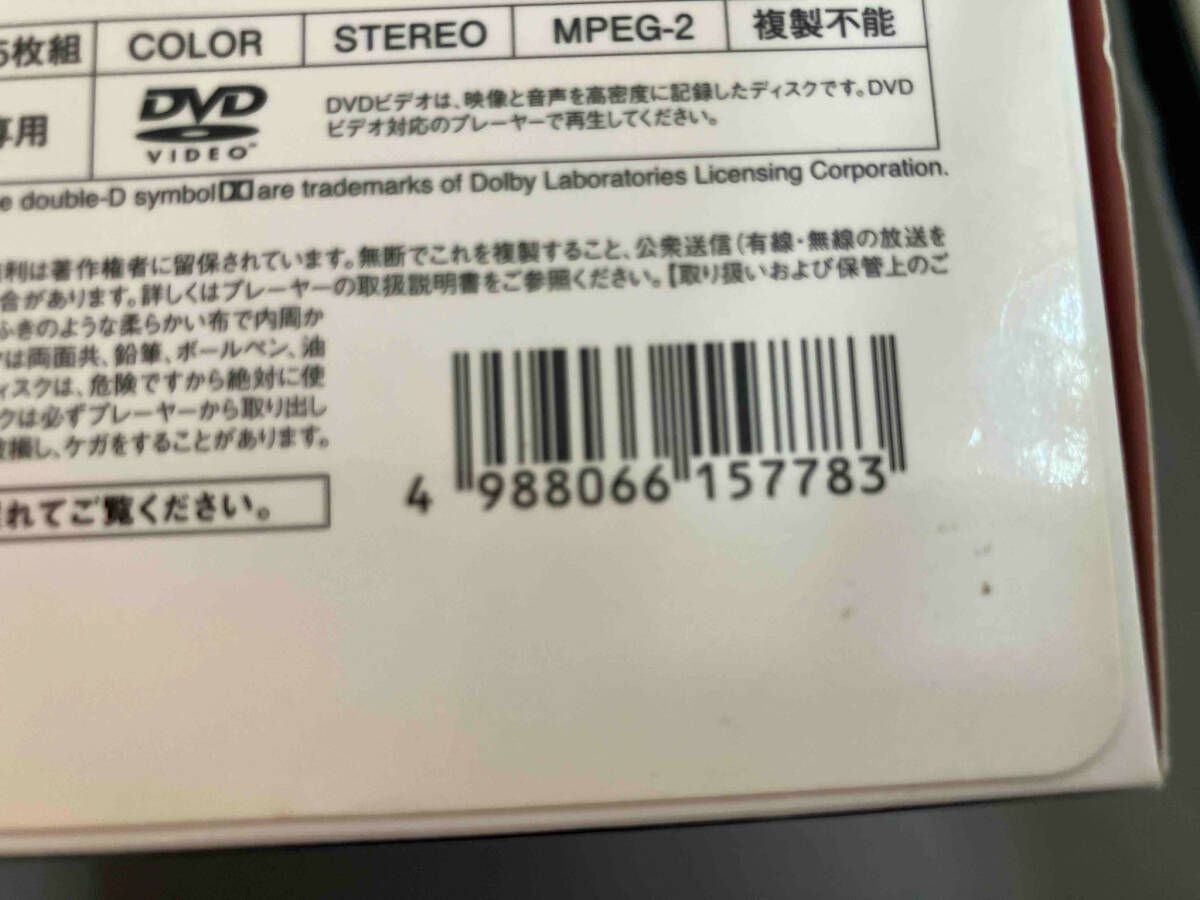 5枚組 COLOR STEREO MPEG-2 複製不能
専用 DVD VIDEO™ DVDビデオは、映像と音声を高密度に記録したディスクです。DVD
ビデオ対応のプレーヤーで再生してください。
e double-D symbol are trademarks of Dolby Laboratories Licensing Corporation.
利は著作権者に留保されています。無断でこれを複製すること、公衆送信(有線・無線の放送を
合があります。詳しくはプレーヤーの取扱説明書をご参照ください。【取り扱いおよび保管上のご
ふきのような柔らかい布で内周か
クは両面共、鉛筆、ボールペン、油
ィスクは、危険ですから絶対に使
クは必ずプレーヤーから取り出し
破損し、ケガをすることがあります。
れてご覧ください。
4 988066 157783